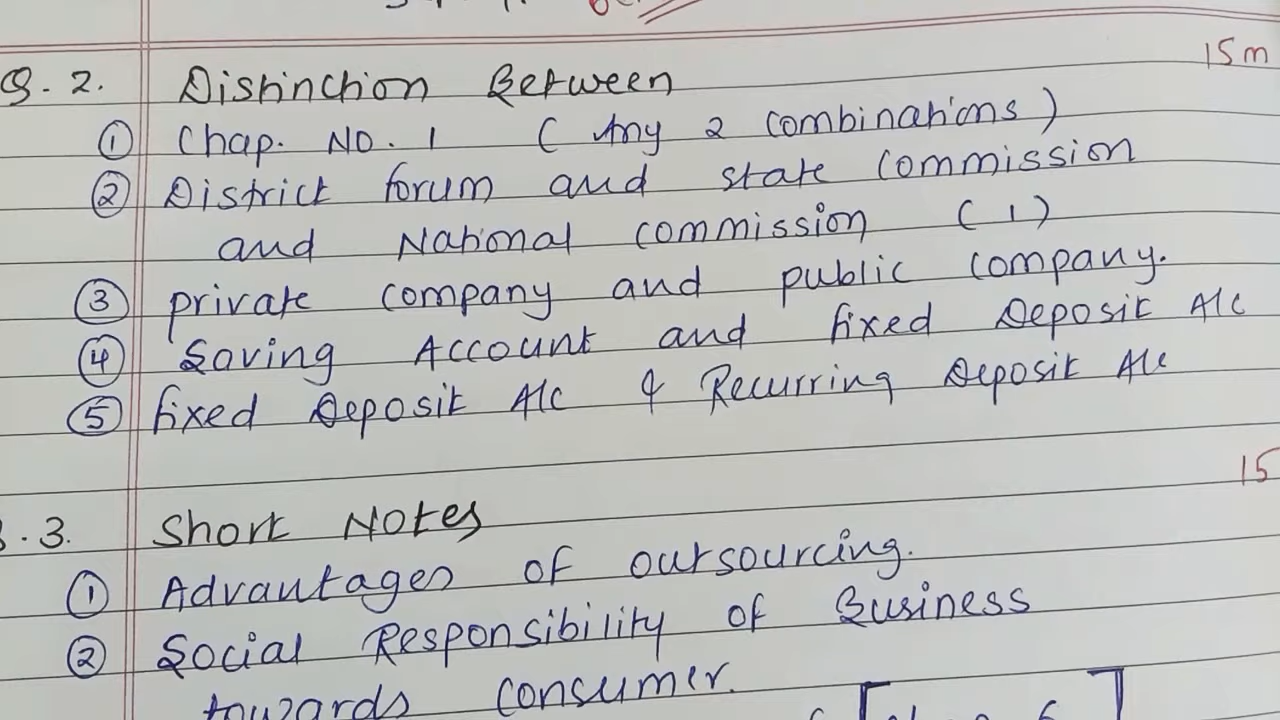 Q. 2. Distinction Between 15m
① Chap. No. 1 ( Any 2 combinations )
② District forum and state commission
and National commission ( 1 )
③ private company and public company.
④ Saving Account and fixed Deposit A/c
⑤ fixed Deposit A/c & Recurring Deposit A/c
15
.3. Short Notes
① Advantages of outsourcing.
② Social Responsibility of Business
towards consumer.